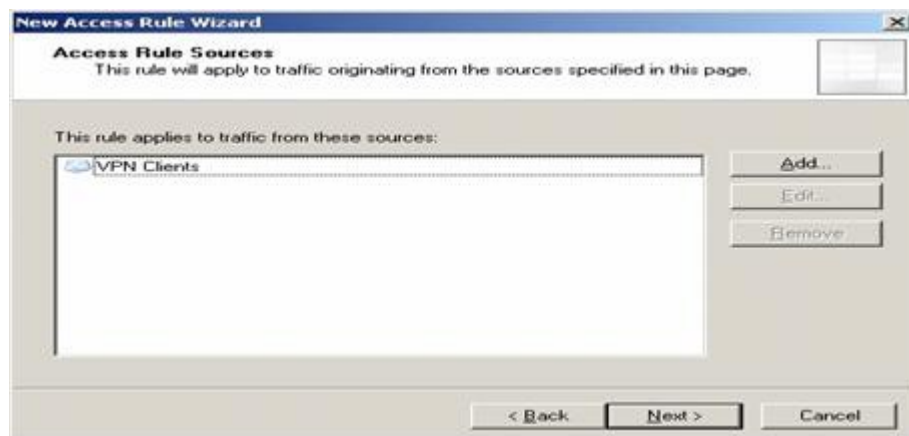 New Access Rule Wizard
Access Rule Sources
This rule will apply to traffic originating from the sources specified in this page.
This rule applies to traffic from these sources:
VPN Clients
Add...
Edit...
Remove
< Back
Next >
Cancel